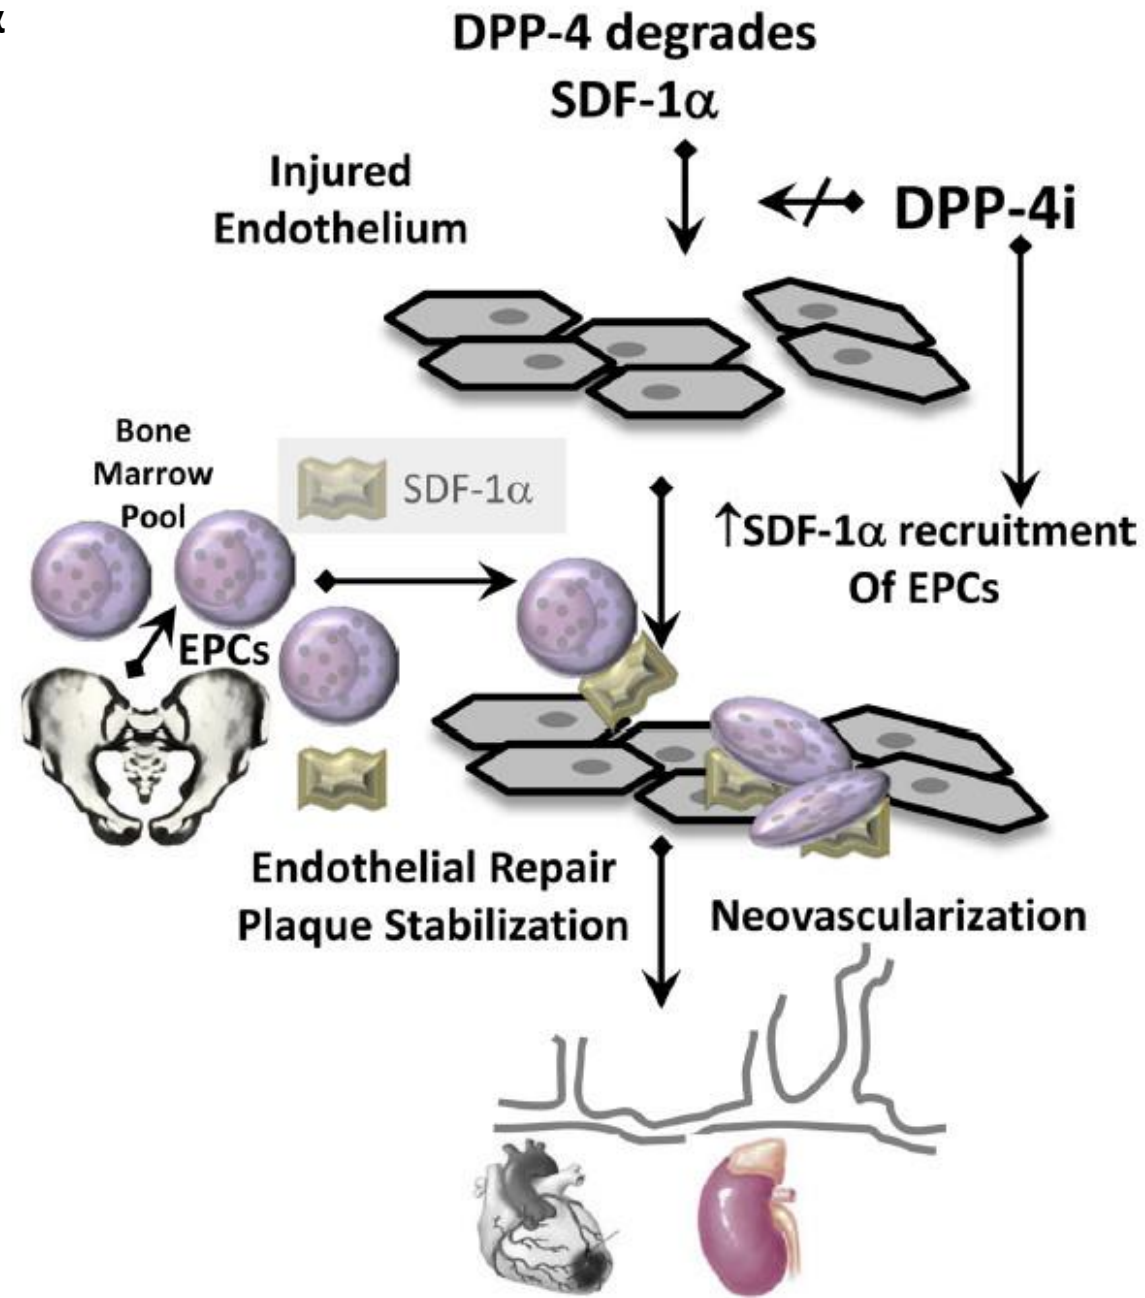 α
DPP-4 degrades
SDF-1α
Injured
Endothelium
DPP-4i
Bone
Marrow
Pool
SDF-1α
↑SDF-1α recruitment
Of EPCs
EPCs
Endothelial Repair
Plaque Stabilization
Neovascularization